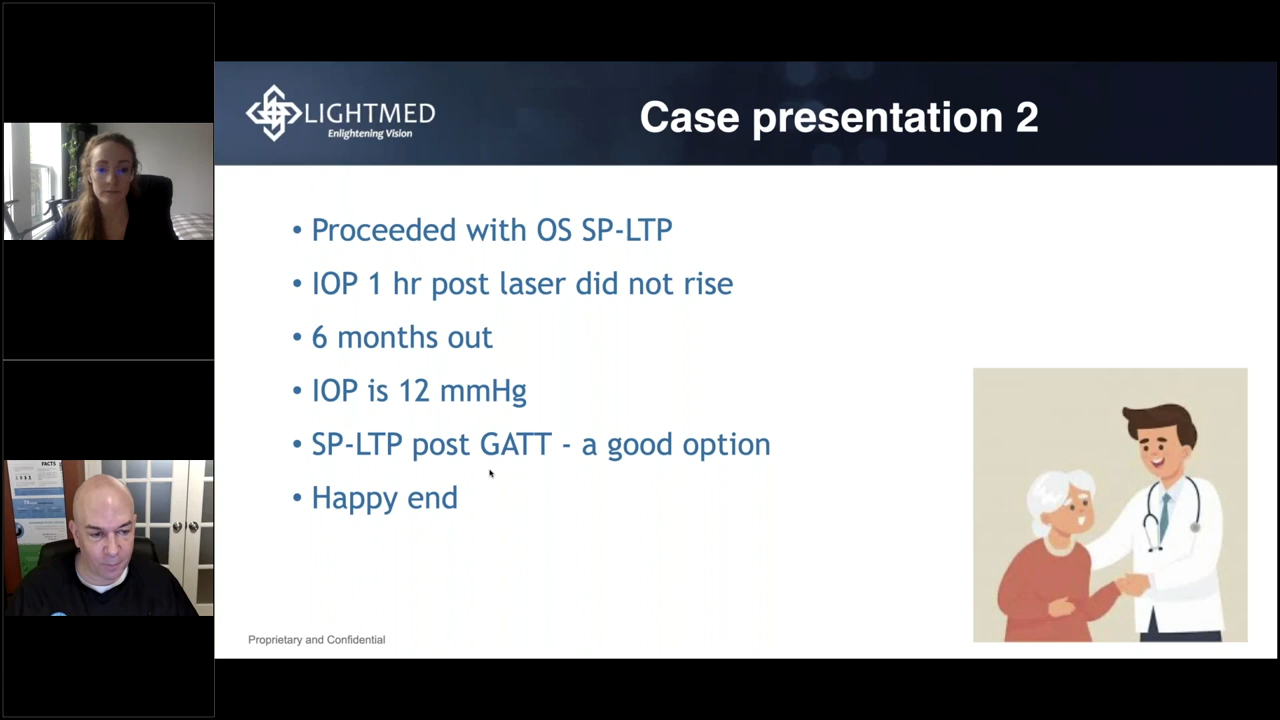 LIGHTMED
Enlightening Vision
Case presentation 2
• Proceeded with OS SP-LTP
• IOP 1 hr post laser did not rise
• 6 months out
• IOP is 12 mmHg
• SP-LTP post GATT - a good option
• Happy end
Proprietary and Confidential
FACTS